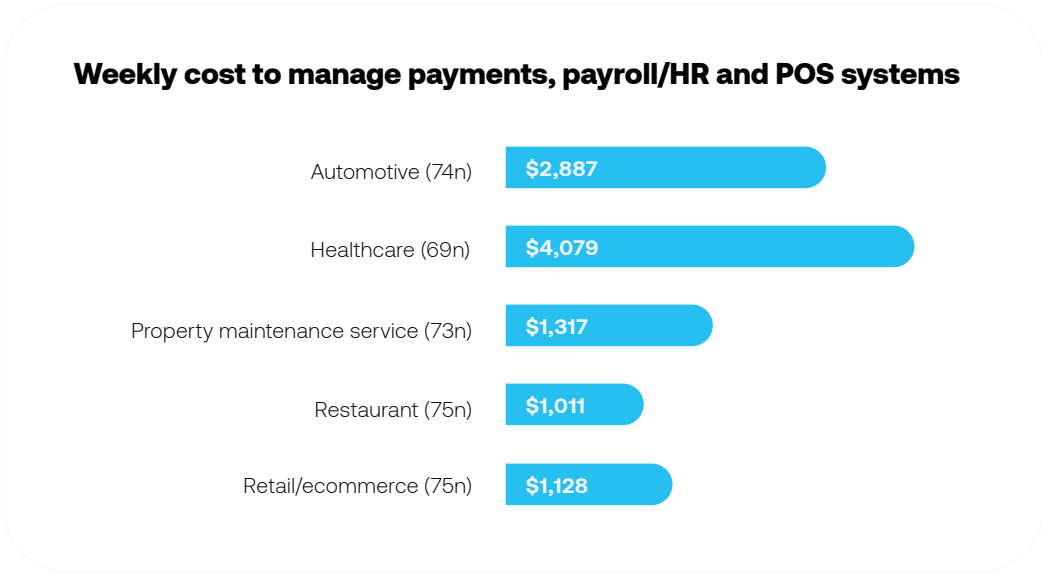 Weekly cost to manage payments, payroll/HR and POS systems
Automotive (74n) $2,887
Healthcare (69n) $4,079
Property maintenance service (73n) $1,317
Restaurant (75n) $1,011
Retail/ecommerce (75n) $1,128